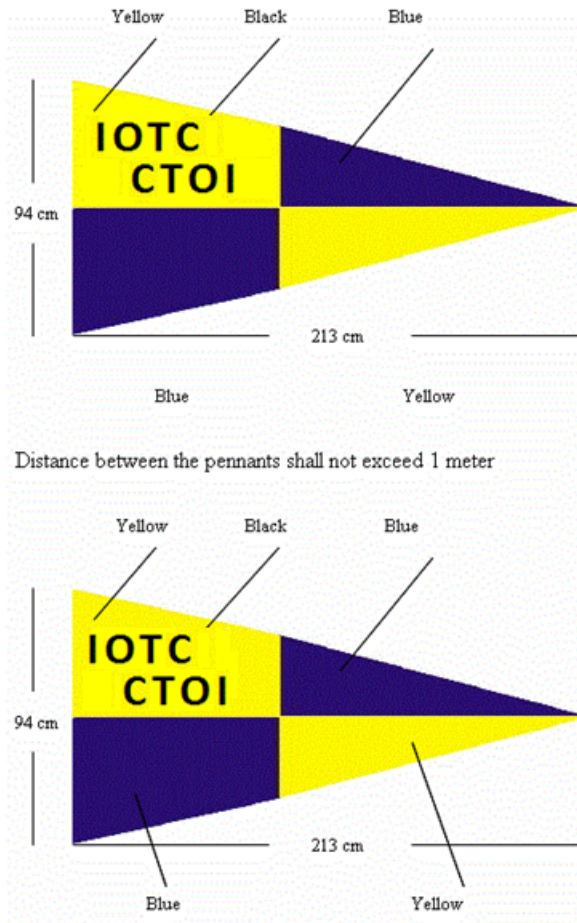 Yellow Black Blue
IOTC
CTOI
94 cm
213 cm
Blue Yellow
Distance between the pennants shall not exceed 1 meter
Yellow Black Blue
IOTC
CTOI
94 cm
213 cm
Blue Yellow